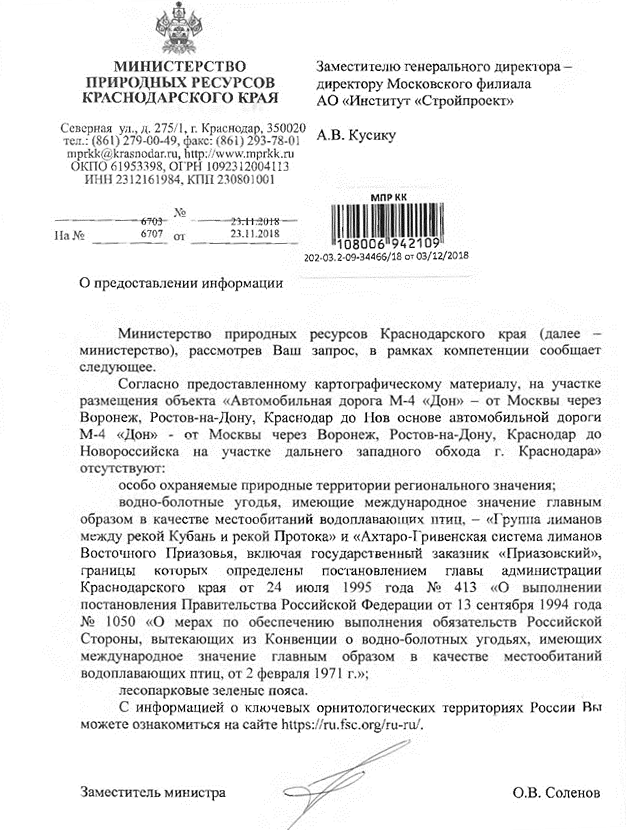 МИНИСТЕРСТВО
ПРИРОДНЫХ РЕСУРСОВ
КРАСНОДАРСКОГО КРАЯ
Северная ул., д. 275/1, г. Краснодар, 350020
тел.: (861) 279-00-49, факс: (861) 293-78-01
mprkk@krasnodar.ru, http://www.mprkk.ru
ОКПО 61953398, ОГРН 1092312004113
ИНН 2312161984, КПП 230801001
№
6703 23.11.2018
На № 6707 от 23.11.2018
Заместителю генерального директора –
директору Московского филиала
АО «Институт «Стройпроект»
А.В. Кусику
МПР КК
108006 942109
202-03.2-09-34466/18 от 03/12/2018
О предоставлении информации
Министерство природных ресурсов Краснодарского края (далее –
министерство), рассмотрев Ваш запрос, в рамках компетенции сообщает
следующее.
Согласно предоставленному картографическому материалу, на участке
размещения объекта «Автомобильная дорога М-4 «Дон» – от Москвы через
Воронеж, Ростов-на-Дону, Краснодар до Нов основе автомобильной дороги
М-4 «Дон» - от Москвы через Воронеж, Ростов-на-Дону, Краснодар до
Новороссийска на участке дальнего западного обхода г. Краснодара»
отсутствуют:
особо охраняемые природные территории регионального значения;
водно-болотные угодья, имеющие международное значение главным
образом в качестве местообитаний водоплавающих птиц, – «Группа лиманов
между рекой Кубань и рекой Протока» и «Ахтаро-Гривенская система лиманов
Восточного Приазовья, включая государственный заказник «Приазовский»,
границы которых определены постановлением главы администрации
Краснодарского края от 24 июля 1995 года № 413 «О выполнении
постановления Правительства Российской Федерации от 13 сентября 1994 года
№ 1050 «О мерах по обеспечению выполнения обязательств Российской
Стороны, вытекающих из Конвенции о водно-болотных угодьях, имеющих
международное значение главным образом в качестве местообитаний
водоплавающих птиц, от 2 февраля 1971 г.»;
лесопарковые зеленые пояса.
С информацией о ключевых орнитологических территориях России Вы
можете ознакомиться на сайте https://ru.fsc.org/ru-ru/.
Заместитель министра О.В. Соленов